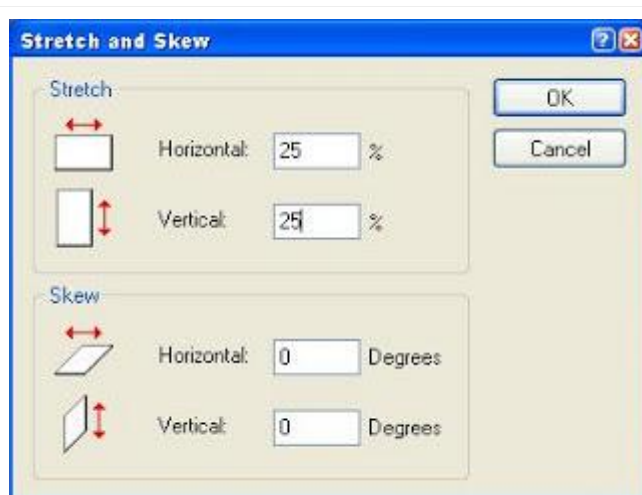 Stretch and Skew
Stretch
OK
Horizontal: 25 %
Cancel
Vertical: 25 %
Skew
Horizontal: 0 Degrees
Vertical: 0 Degrees